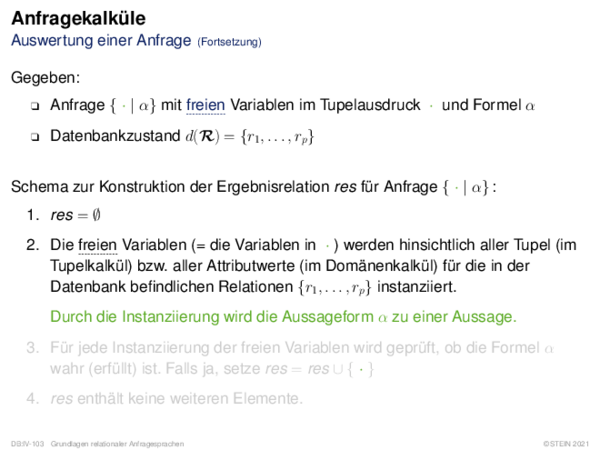 Anfragekalküle
Auswertung einer Anfrage (Fortsetzung)
Gegeben:
❑ Anfrage { · | α} mit freien Variablen im Tupelausdruck · und Formel α
❑ Datenbankzustand d(𝓡) = {r₁, . . . , rₚ}
Schema zur Konstruktion der Ergebnisrelation res für Anfrage { · | α} :
1. res = ∅
2. Die freien Variablen (= die Variablen in · ) werden hinsichtlich aller Tupel (im
Tupelkalkül) bzw. aller Attributwerte (im Domänenkalkül) für die in der
Datenbank befindlichen Relationen {r₁, . . . , rₚ} instanziiert.
Durch die Instanziierung wird die Aussageform α zu einer Aussage.
3. Für jede Instanziierung der freien Variablen wird geprüft, ob die Formel α
wahr (erfüllt) ist. Falls ja, setze res = res ∪ { · }
4. res enthält keine weiteren Elemente.
DB:IV-103 Grundlagen relationaler Anfragesprachen ©STEIN 2021